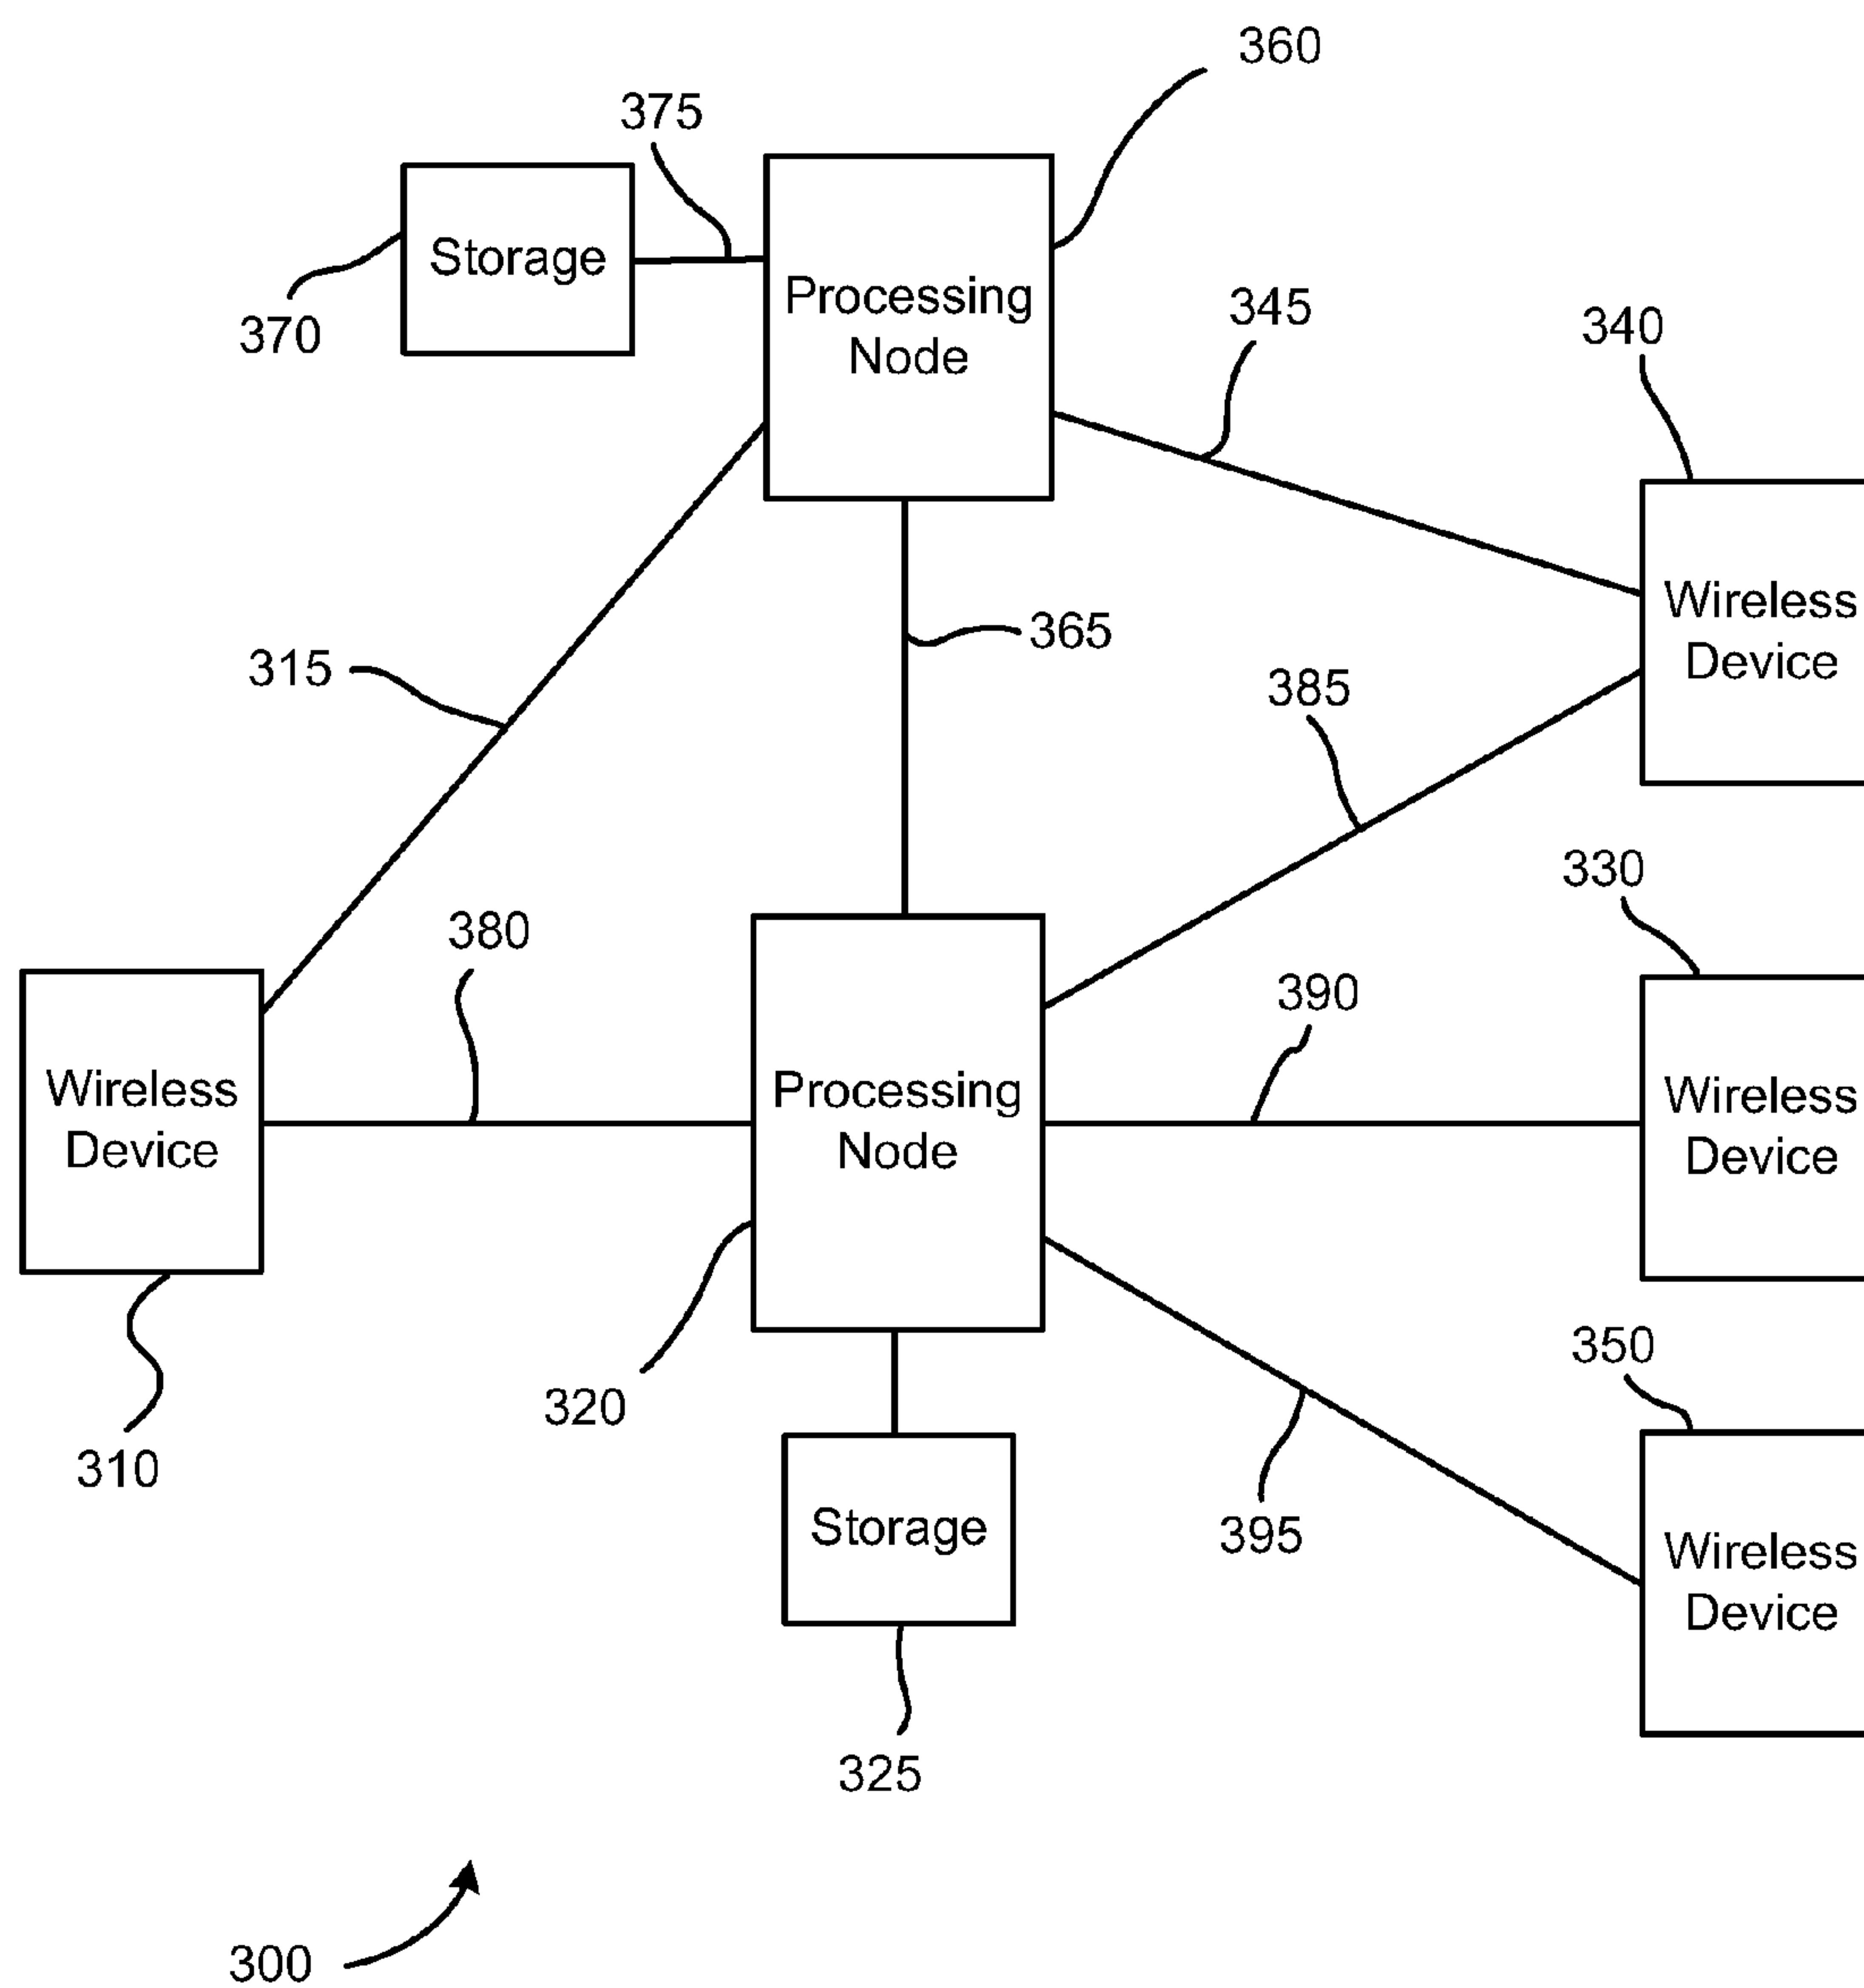 360
375
Storage
370
Processing
Node
345
340
Wireless
Device
315
365
385
330
380
390
Wireless
Device
310
Processing
Node
320
Wireless
Device
350
Storage
325
395
Wireless
Device
300